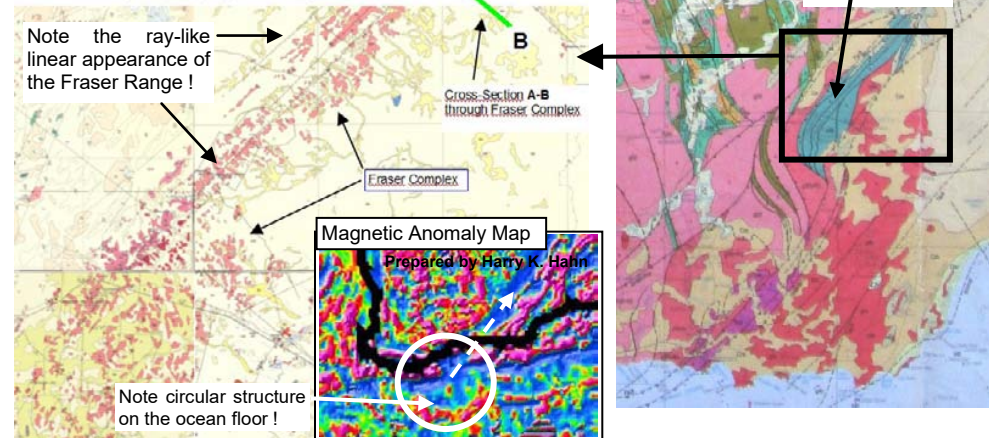 Note the ray-like
linear appearance of
the Fraser Range !
B
Cross-Section A-B
through Fraser Complex
Fraser Complex
Magnetic Anomaly Map
Prepared by Harry K. Hahn
Note circular structure
on the ocean floor !